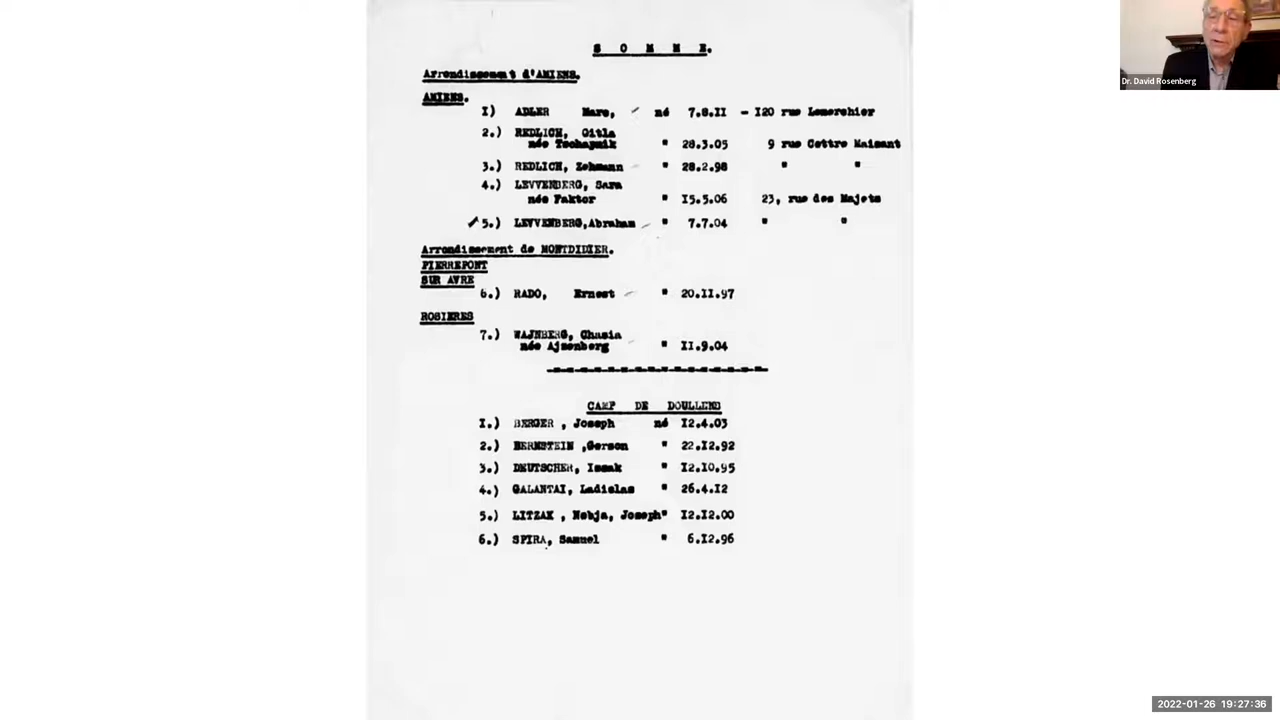 S O M M E.
Arrondissement d'AMIENS.
AMIENS.
I) ADLER Marc, né 7.8.II - I20 rue Lemerchier
2.) REDLICH, Gitla
née Tschapnik " 28.3.05 9 rue Cottre Maisant
3.) REDLICH, Zehmann " 28.2.98 " "
4.) LEVVENBERG, Sara
née Faktor " I5.5.06 23, rue des Majots
5.) LEVVENBERG,Abraham " 7.7.04 " "
Arrondissement de MONTDIDIER.
PIERREPONT
SUR AVRE
6.) RADO, Ernest " 20.II.97
ROSIERES
7.) WAJNBERG, Chasia
née Ajzenberg " II.9.04
CAMP DE DOULLENS
I.) BERGER , Joseph né I2.4.03
2.) BERNSTEIN ,Gerson " 22.I2.92
3.) DEUTSCHER, Isaak " I2.I0.95
4.) GALANTAI, Ladislas " 26.4.I2
5.) LITZAK , Joseph" I2.I2.00
6.) SPIRA, Samuel " 6.I2.96
Dr. David Rosenberg
2022-01-26 19:27:36